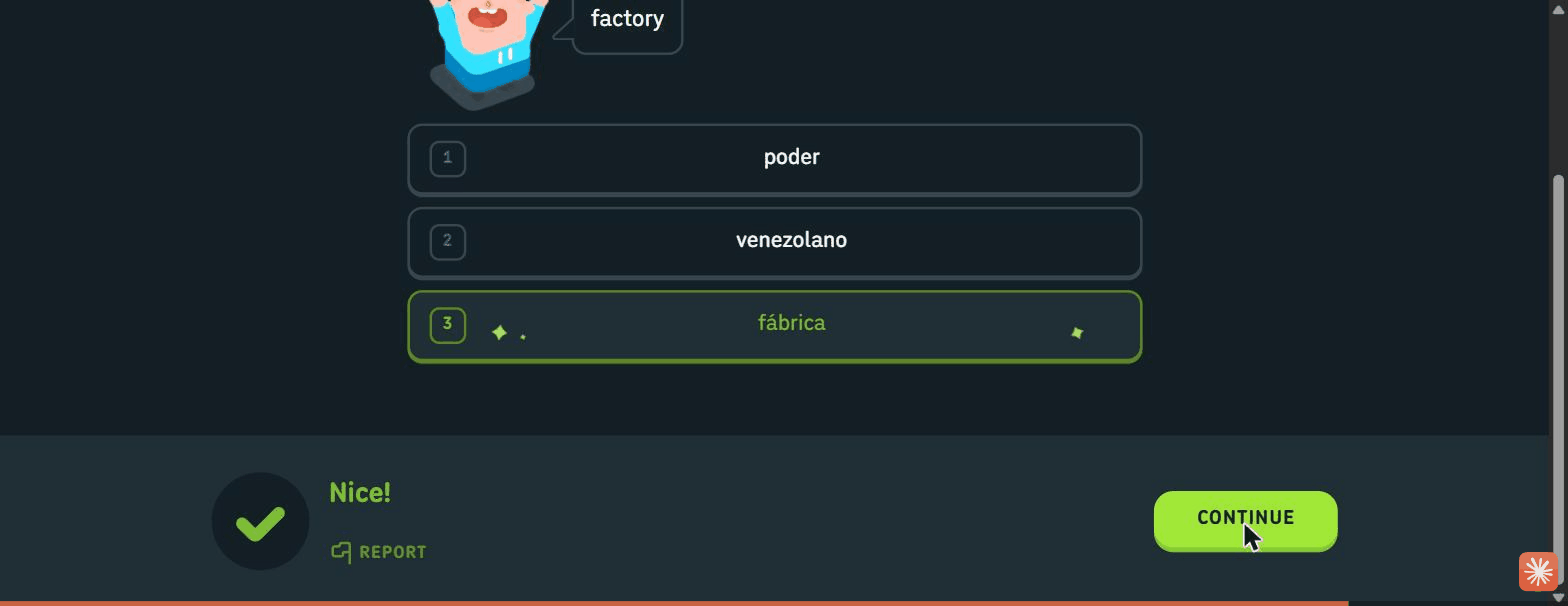 factory
1
poder
2
venezolano
3
fábrica
Nice!
CONTINUE
REPORT